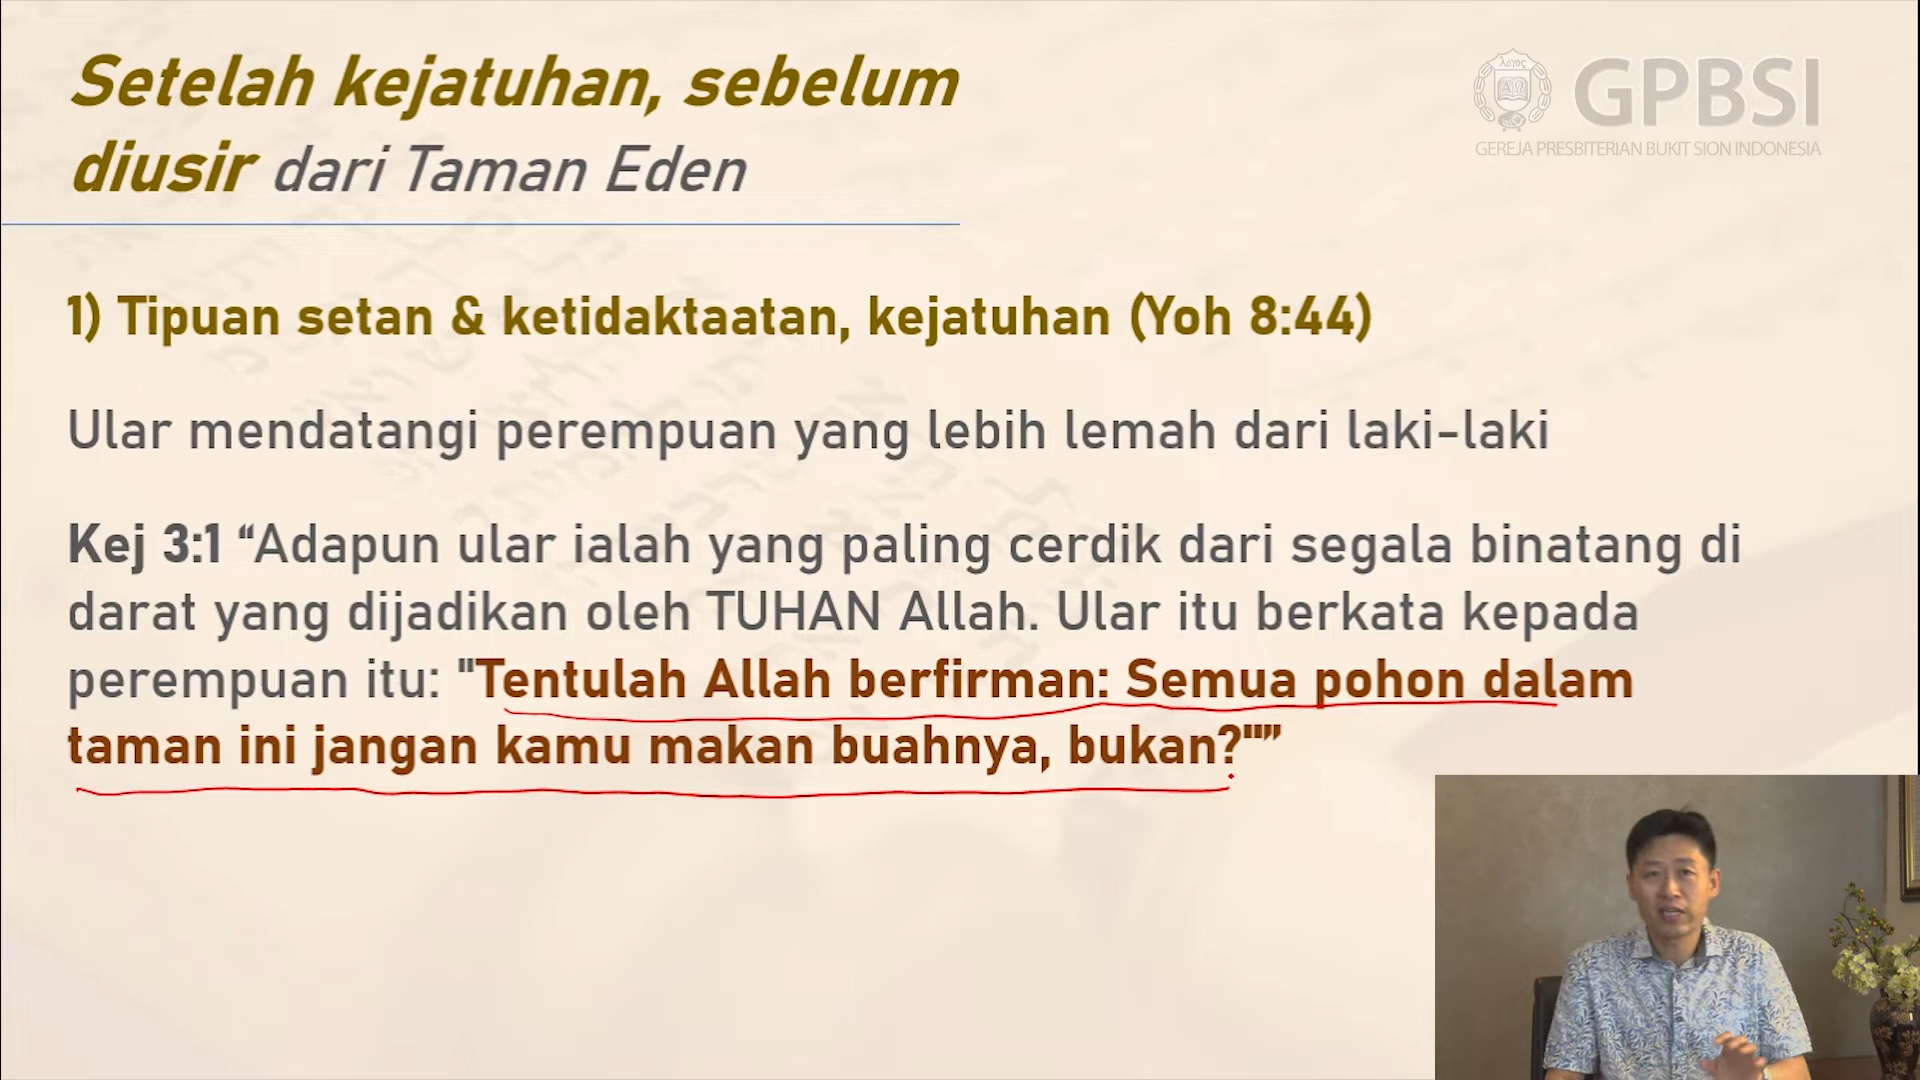 Setelah kejatuhan, sebelum
diusir dari Taman Eden
λόγος
ΑΩ
GPBSI
GEREJA PRESBITERIAN BUKIT SION INDONESIA
1) Tipuan setan & ketidaktaatan, kejatuhan (Yoh 8:44)
Ular mendatangi perempuan yang lebih lemah dari laki-laki
Kej 3:1 “Adapun ular ialah yang paling cerdik dari segala binatang di
darat yang dijadikan oleh TUHAN Allah. Ular itu berkata kepada
perempuan itu: "Tentulah Allah berfirman: Semua pohon dalam
taman ini jangan kamu makan buahnya, bukan?"”